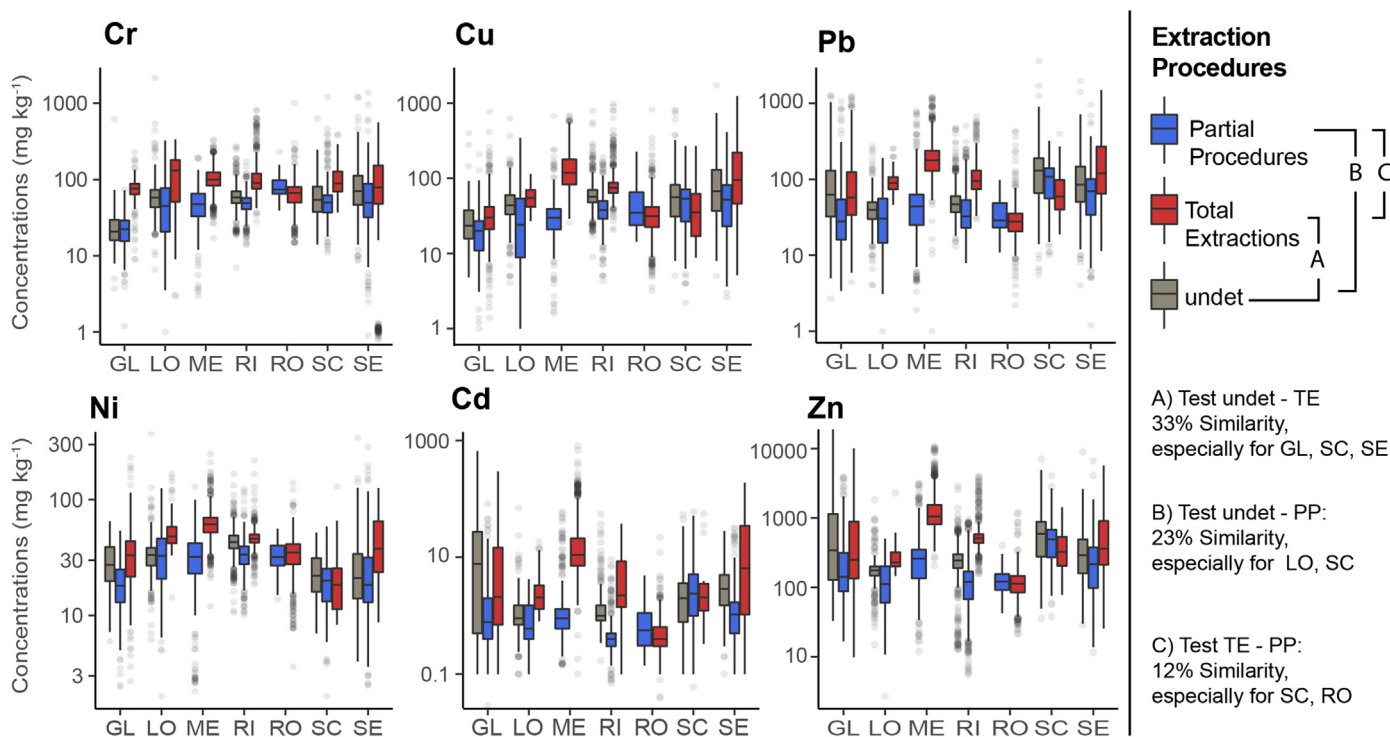 Cr
Cu
Pb
Concentrations (mg kg⁻¹)
1000
100
10
1
GL LO ME RI RO SC SE
1000
100
10
1
GL LO ME RI RO SC SE
1000
100
10
1
GL LO ME RI RO SC SE
Ni
Cd
Zn
Concentrations (mg kg⁻¹)
300
100
30
10
3
GL LO ME RI RO SC SE
1000
10
0.1
GL LO ME RI RO SC SE
10000
1000
100
10
GL LO ME RI RO SC SE
Extraction
Procedures
Partial
Procedures
Total
Extractions
undet
A
B
C
A) Test undet - TE
33% Similarity,
especially for GL, SC, SE
B) Test undet - PP:
23% Similarity,
especially for LO, SC
C) Test TE - PP:
12% Similarity,
especially for SC, RO